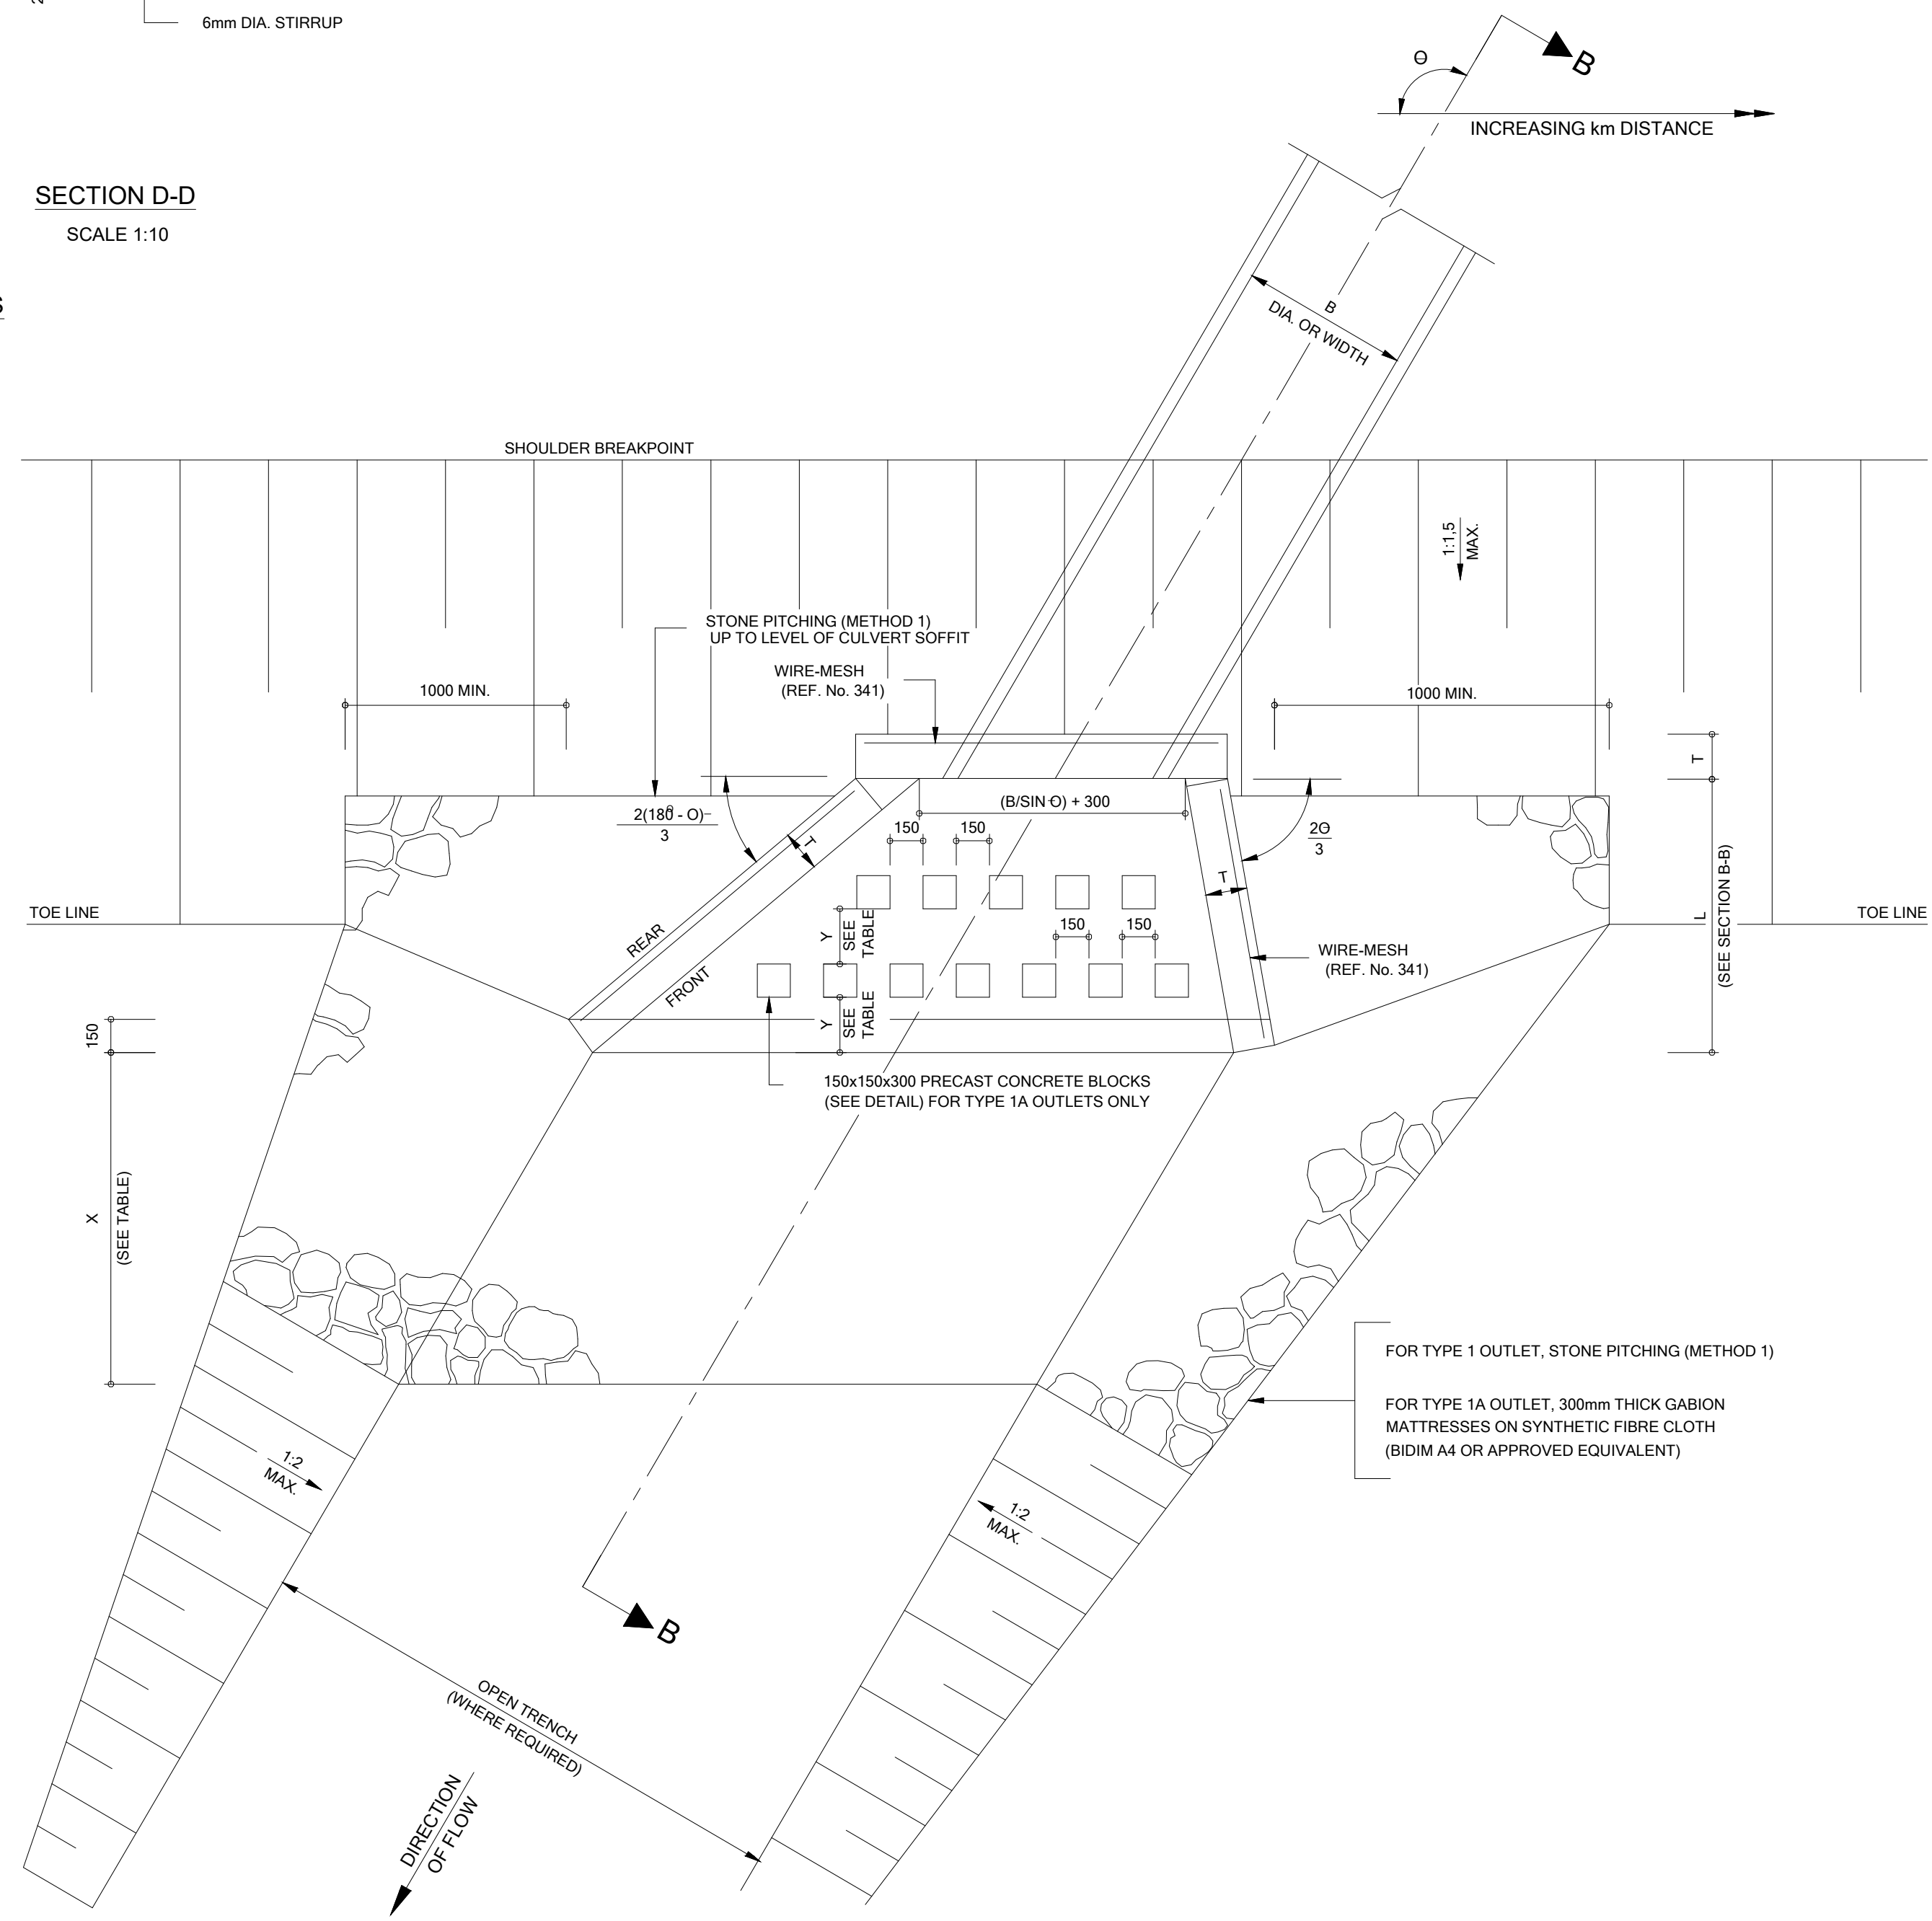 6mm DIA. STIRRUP
B
Θ
INCREASING km DISTANCE
SECTION D-D
SCALE 1:10
B
DIA. OR WIDTH
SHOULDER BREAKPOINT
1:1,5
MAX.
STONE PITCHING (METHOD 1)
UP TO LEVEL OF CULVERT SOFFIT
WIRE-MESH
(REF. No. 341)
1000 MIN.
1000 MIN.
T
(B/SIN Θ) + 300
2(180° - Θ)
3
T
150
150
2Θ
3
T
TOE LINE
TOE LINE
REAR
FRONT
Y
SEE
TABLE
150
150
WIRE-MESH
(REF. No. 341)
L
(SEE SECTION B-B)
Y
SEE
TABLE
150
150x150x300 PRECAST CONCRETE BLOCKS
(SEE DETAIL) FOR TYPE 1A OUTLETS ONLY
X
(SEE TABLE)
FOR TYPE 1 OUTLET, STONE PITCHING (METHOD 1)
FOR TYPE 1A OUTLET, 300mm THICK GABION
MATTRESSES ON SYNTHETIC FIBRE CLOTH
(BIDIM A4 OR APPROVED EQUIVALENT)
1:2
MAX.
1:2
MAX.
B
OPEN TRENCH
(WHERE REQUIRED)
DIRECTION
OF FLOW